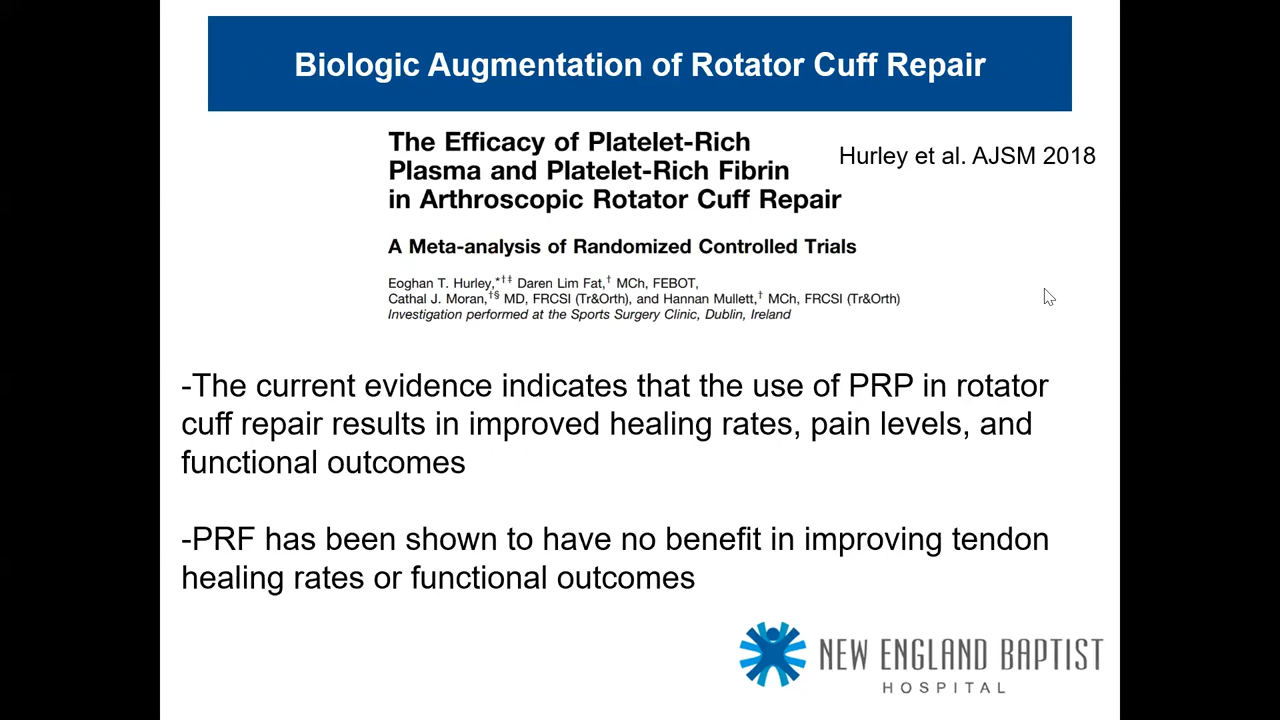 Biologic Augmentation of Rotator Cuff Repair
The Efficacy of Platelet-Rich
Plasma and Platelet-Rich Fibrin
in Arthroscopic Rotator Cuff Repair
Hurley et al. AJSM 2018
A Meta-analysis of Randomized Controlled Trials
Eoghan T. Hurley,*†‡ Daren Lim Fat,† MCh, FEBOT,
Cathal J. Moran,†§ MD, FRCSI (Tr&Orth), and Hannan Mullett,† MCh, FRCSI (Tr&Orth)
Investigation performed at the Sports Surgery Clinic, Dublin, Ireland
-The current evidence indicates that the use of PRP in rotator
cuff repair results in improved healing rates, pain levels, and
functional outcomes
-PRF has been shown to have no benefit in improving tendon
healing rates or functional outcomes
NEW ENGLAND BAPTIST
HOSPITAL